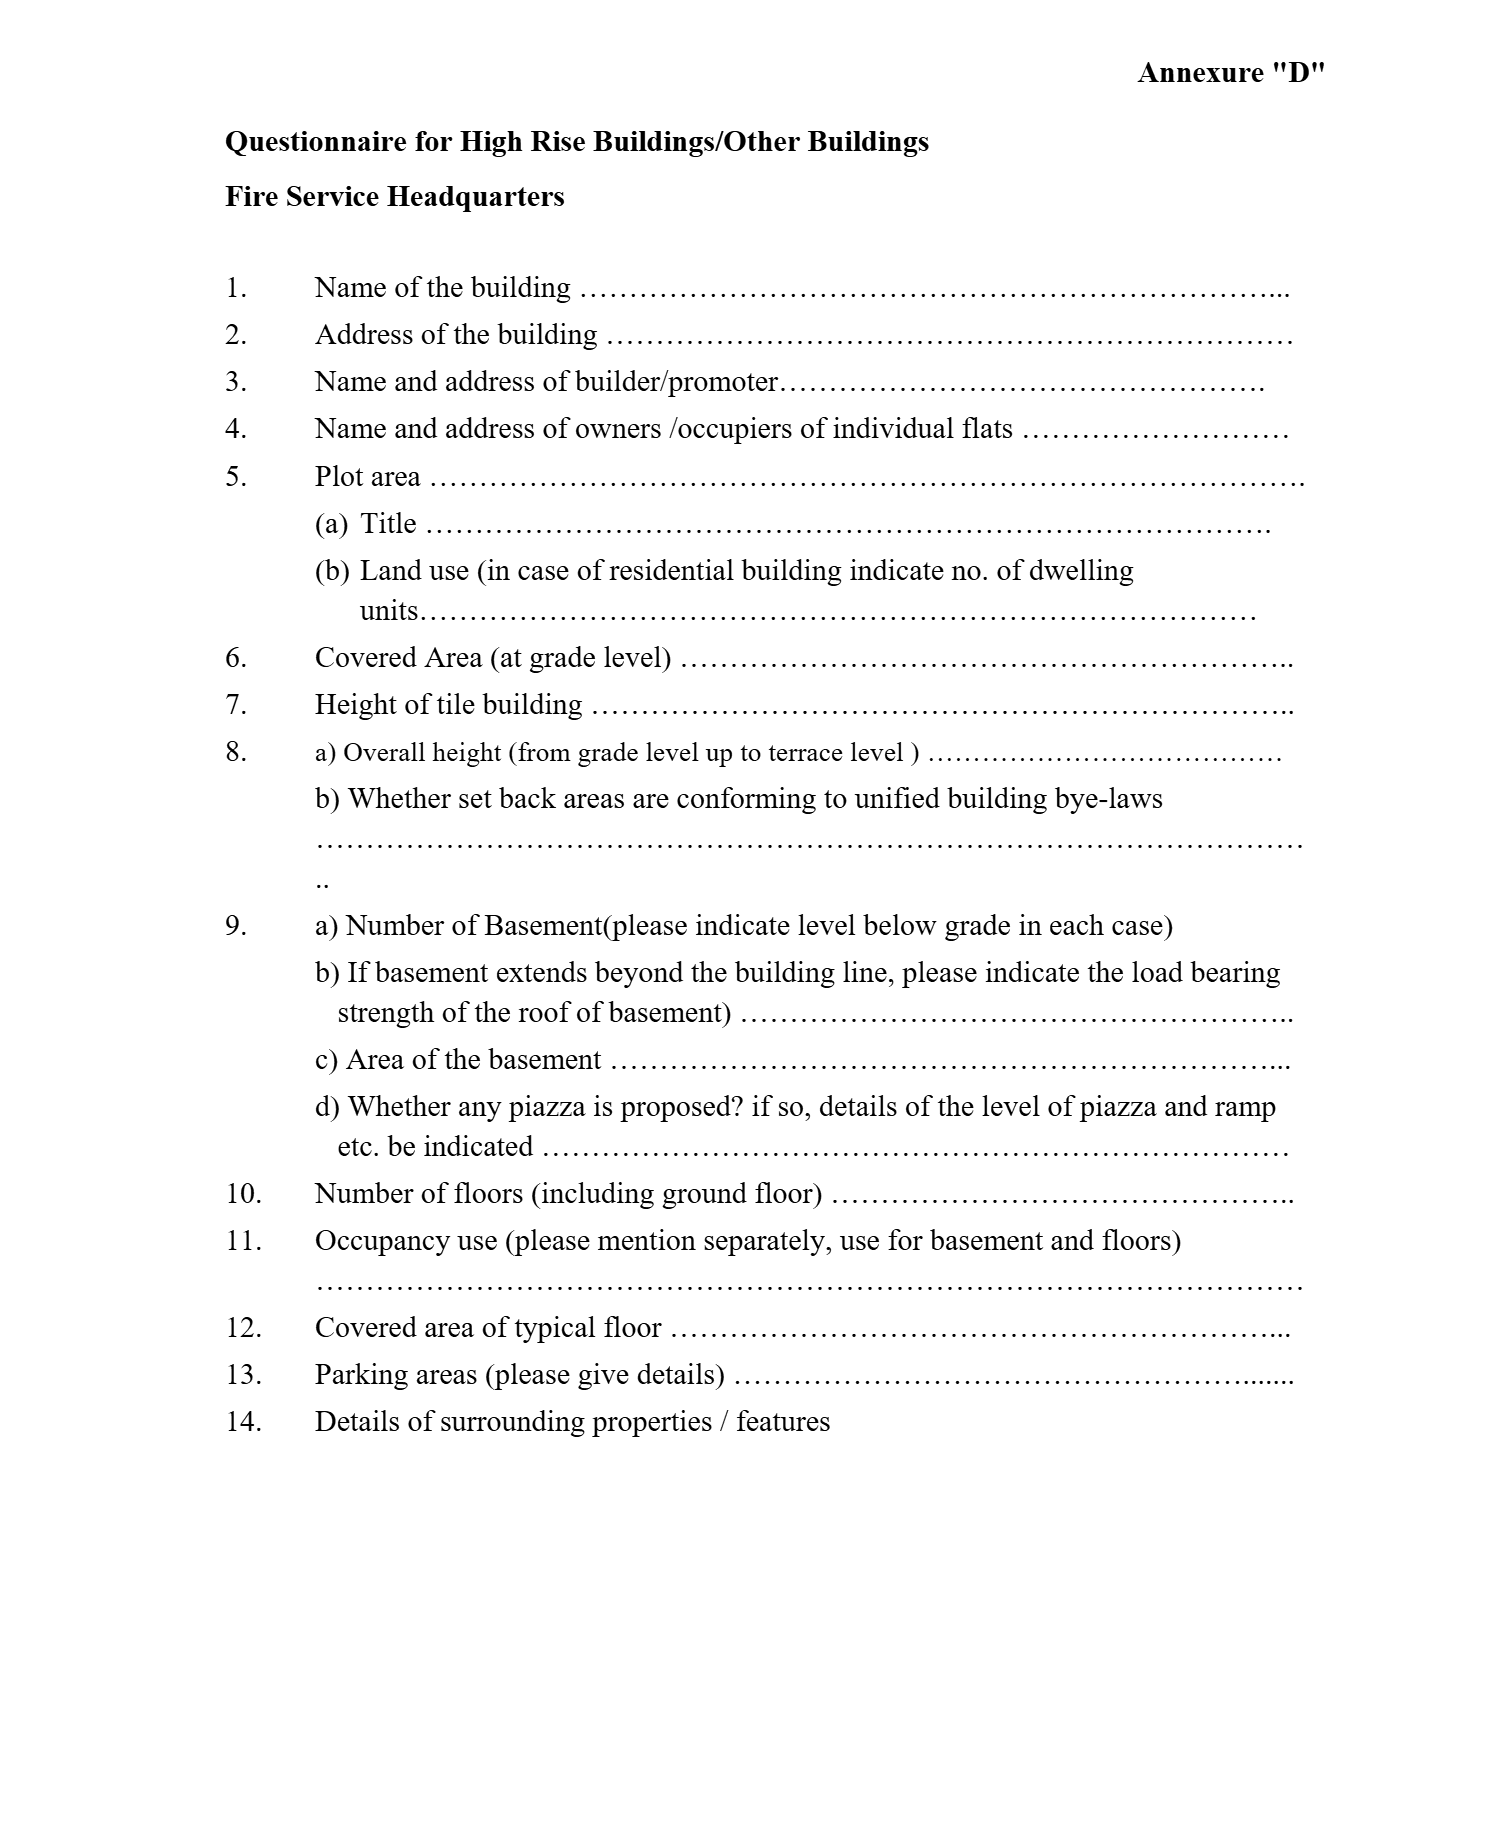 Annexure "D"
Questionnaire for High Rise Buildings/Other Buildings
Fire Service Headquarters
1. Name of the building ……………………………………………………………...
2. Address of the building ……………………………………………………………
3. Name and address of builder/promoter………………………………………….
4. Name and address of owners /occupiers of individual flats ………………………
5. Plot area …………………………………………………………………………….
(a) Title ………………………………………………………………………….
(b) Land use (in case of residential building indicate no. of dwelling
units…………………………………………………………………………
6. Covered Area (at grade level) ……………………………………………………..
7. Height of tile building ……………………………………………………………..
8. a) Overall height (from grade level up to terrace level ) …………………………………
b) Whether set back areas are conforming to unified building bye-laws
………………………………………………………………………………………
..
9. a) Number of Basement(please indicate level below grade in each case)
b) If basement extends beyond the building line, please indicate the load bearing
strength of the roof of basement) ………………………………………………..
c) Area of the basement …………………………………………………………...
d) Whether any piazza is proposed? if so, details of the level of piazza and ramp
etc. be indicated …………………………………………………………………
10. Number of floors (including ground floor) ………………………………………..
11. Occupancy use (please mention separately, use for basement and floors)
………………………………………………………………………………………
12. Covered area of typical floor ……………………………………………………...
13. Parking areas (please give details) …………………………………………….......
14. Details of surrounding properties / features